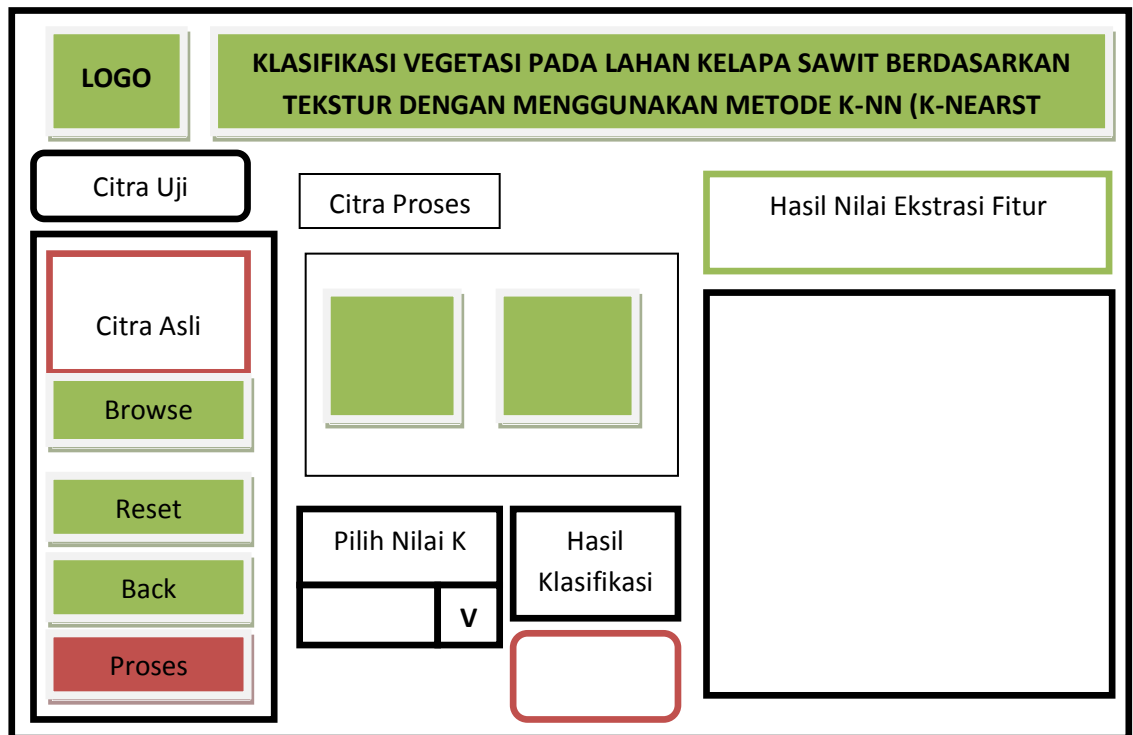 LOGO
KLASIFIKASI VEGETASI PADA LAHAN KELAPA SAWIT BERDASARKAN
TEKSTUR DENGAN MENGGUNAKAN METODE K-NN (K-NEARST
Citra Uji
Citra Asli
Browse
Reset
Back
Proses
Citra Proses
Pilih Nilai K
V
Hasil
Klasifikasi
Hasil Nilai Ekstrasi Fitur